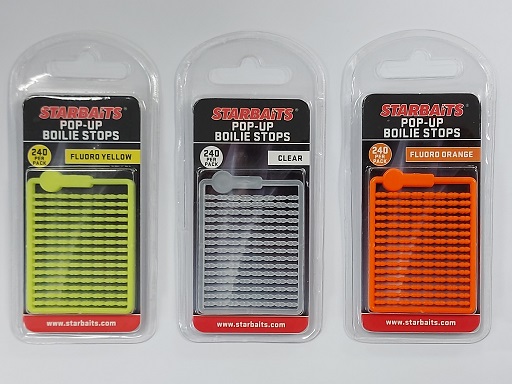 STARBAITS®
POP-UP
BOILIE STOPS
240
PER
PACK
FLUORO YELLOW
www.starbaits.com
STARBAITS®
POP-UP
BOILIE STOPS
240
PER
PACK
CLEAR
www.starbaits.com
STARBAITS®
POP-UP
BOILIE STOPS
240
PER
PACK
FLUORO ORANGE
www.starbaits.com